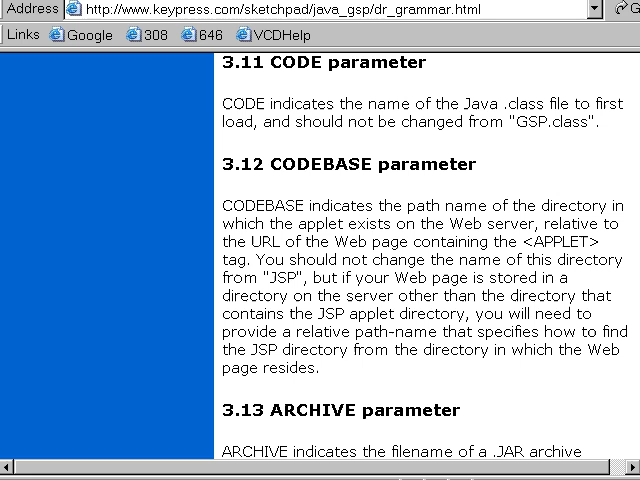 Address http://www.keypress.com/sketchpad/java_gsp/dr_grammar.html G
Links Google 308 646 VCDHelp
3.11 CODE parameter
CODE indicates the name of the Java .class file to first
load, and should not be changed from "GSP.class".
3.12 CODEBASE parameter
CODEBASE indicates the path name of the directory in
which the applet exists on the Web server, relative to
the URL of the Web page containing the <APPLET>
tag. You should not change the name of this directory
from "JSP", but if your Web page is stored in a
directory on the server other than the directory that
contains the JSP applet directory, you will need to
provide a relative path-name that specifies how to find
the JSP directory from the directory in which the Web
page resides.
3.13 ARCHIVE parameter
ARCHIVE indicates the filename of a .JAR archive